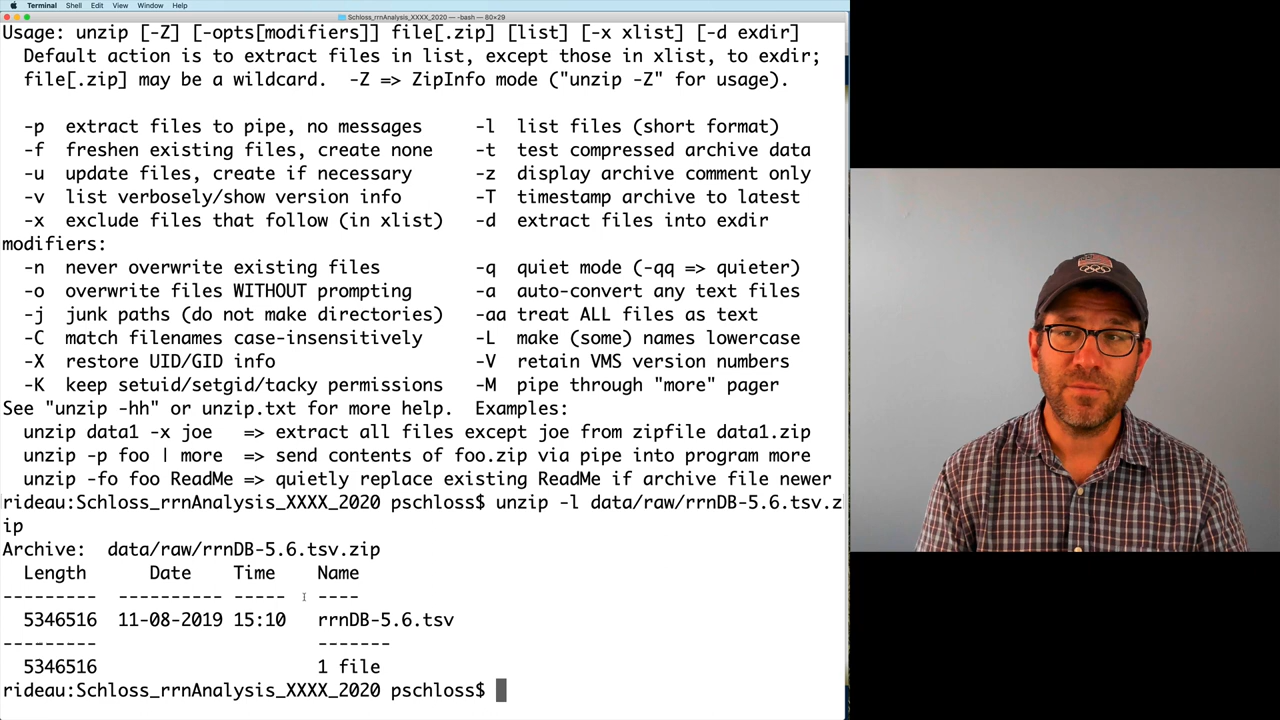 Terminal Shell Edit View Window Help
Schloss_rrnAnalysis_XXXX_2020 — -bash — 80×29
Usage: unzip [-Z] [-opts[modifiers]] file[.zip] [list] [-x xlist] [-d exdir]
Default action is to extract files in list, except those in xlist, to exdir;
file[.zip] may be a wildcard. -Z => ZipInfo mode ("unzip -Z" for usage).
-p extract files to pipe, no messages -l list files (short format)
-f freshen existing files, create none -t test compressed archive data
-u update files, create if necessary -z display archive comment only
-v list verbosely/show version info -T timestamp archive to latest
-x exclude files that follow (in xlist) -d extract files into exdir
modifiers:
-n never overwrite existing files -q quiet mode (-qq => quieter)
-o overwrite files WITHOUT prompting -a auto-convert any text files
-j junk paths (do not make directories) -aa treat ALL files as text
-C match filenames case-insensitively -L make (some) names lowercase
-X restore UID/GID info -V retain VMS version numbers
-K keep setuid/setgid/tacky permissions -M pipe through "more" pager
See "unzip -hh" or unzip.txt for more help. Examples:
unzip data1 -x joe => extract all files except joe from zipfile data1.zip
unzip -p foo | more => send contents of foo.zip via pipe into program more
unzip -fo foo ReadMe => quietly replace existing ReadMe if archive file newer
rideau:Schloss_rrnAnalysis_XXXX_2020 pschloss$ unzip -l data/raw/rrnDB-5.6.tsv.z
ip
Archive: data/raw/rrnDB-5.6.tsv.zip
Length Date Time Name
--------- ---------- ----- ----
5346516 11-08-2019 15:10 rrnDB-5.6.tsv
--------- -------
5346516 1 file
rideau:Schloss_rrnAnalysis_XXXX_2020 pschloss$